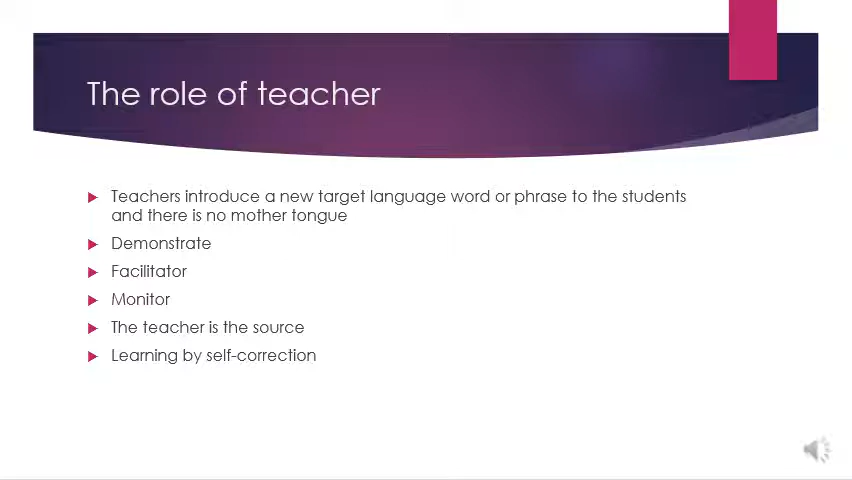 The role of teacher
Teachers introduce a new target language word or phrase to the students
and there is no mother tongue
Demonstrate
Facilitator
Monitor
The teacher is the source
Learning by self-correction